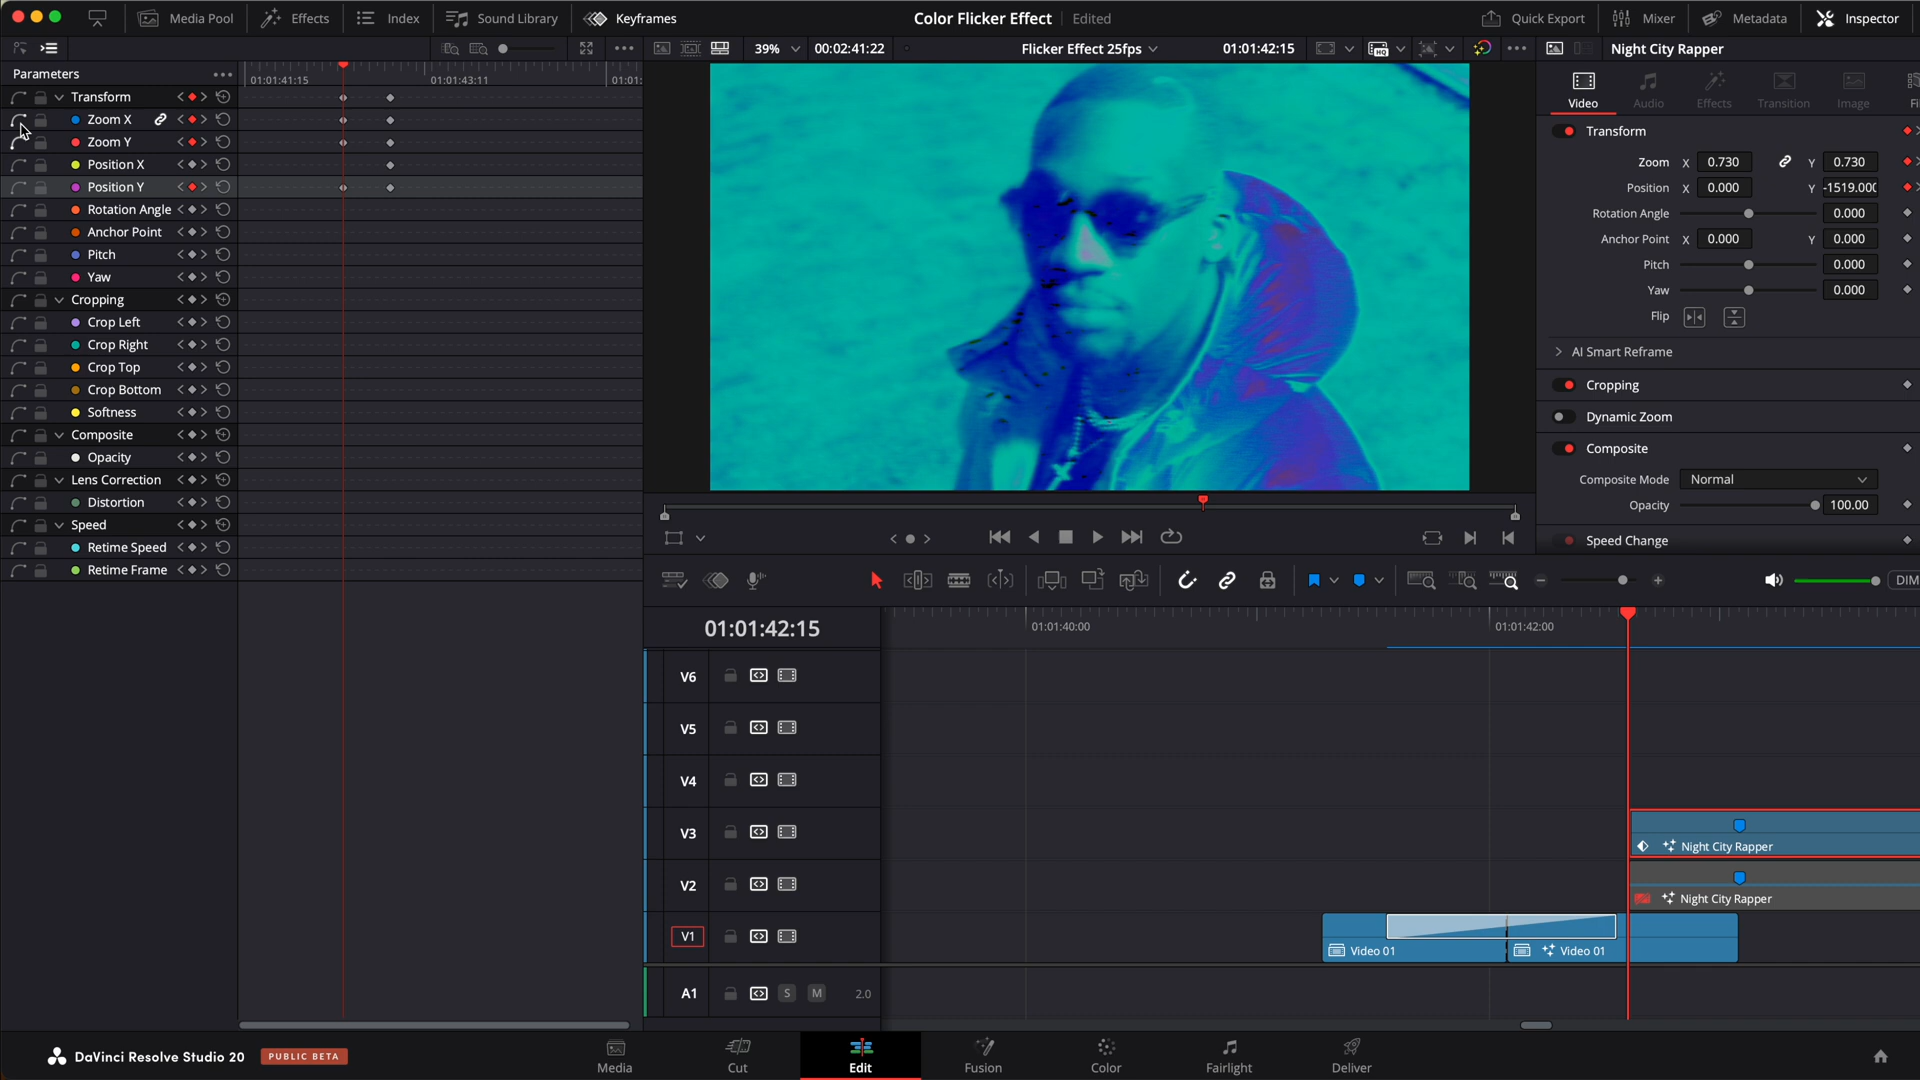 Media Pool
Effects
Index
Sound Library
Keyframes
Color Flicker Effect
Edited
Quick Export
Mixer
Metadata
Inspector
39%
00:02:41:22
Flicker Effect 25fps
01:01:42:15
Night City Rapper
Parameters
01:01:41:15
01:01:43:11
01:01:
Video
Audio
Effects
Transition
Image
Fi
Transform
Zoom X
Zoom Y
Position X
Position Y
Rotation Angle
Anchor Point
Pitch
Yaw
Cropping
Crop Left
Crop Right
Crop Top
Crop Bottom
Softness
Composite
Opacity
Lens Correction
Distortion
Speed
Retime Speed
Retime Frame
Transform
Zoom X 0.730 Y 0.730
Position X 0.000 Y -1519.000
Rotation Angle 0.000
Anchor Point X 0.000 Y 0.000
Pitch 0.000
Yaw 0.000
Flip
AI Smart Reframe
Cropping
Dynamic Zoom
Composite
Composite Mode Normal
Opacity 100.00
Speed Change
DIM
01:01:42:15
01:01:40:00
01:01:42:00
V6
V5
V4
V3
Night City Rapper
V2
Night City Rapper
V1
Video 01
Video 01
A1
S
M
2.0
DaVinci Resolve Studio 20
PUBLIC BETA
Media
Cut
Edit
Fusion
Color
Fairlight
Deliver